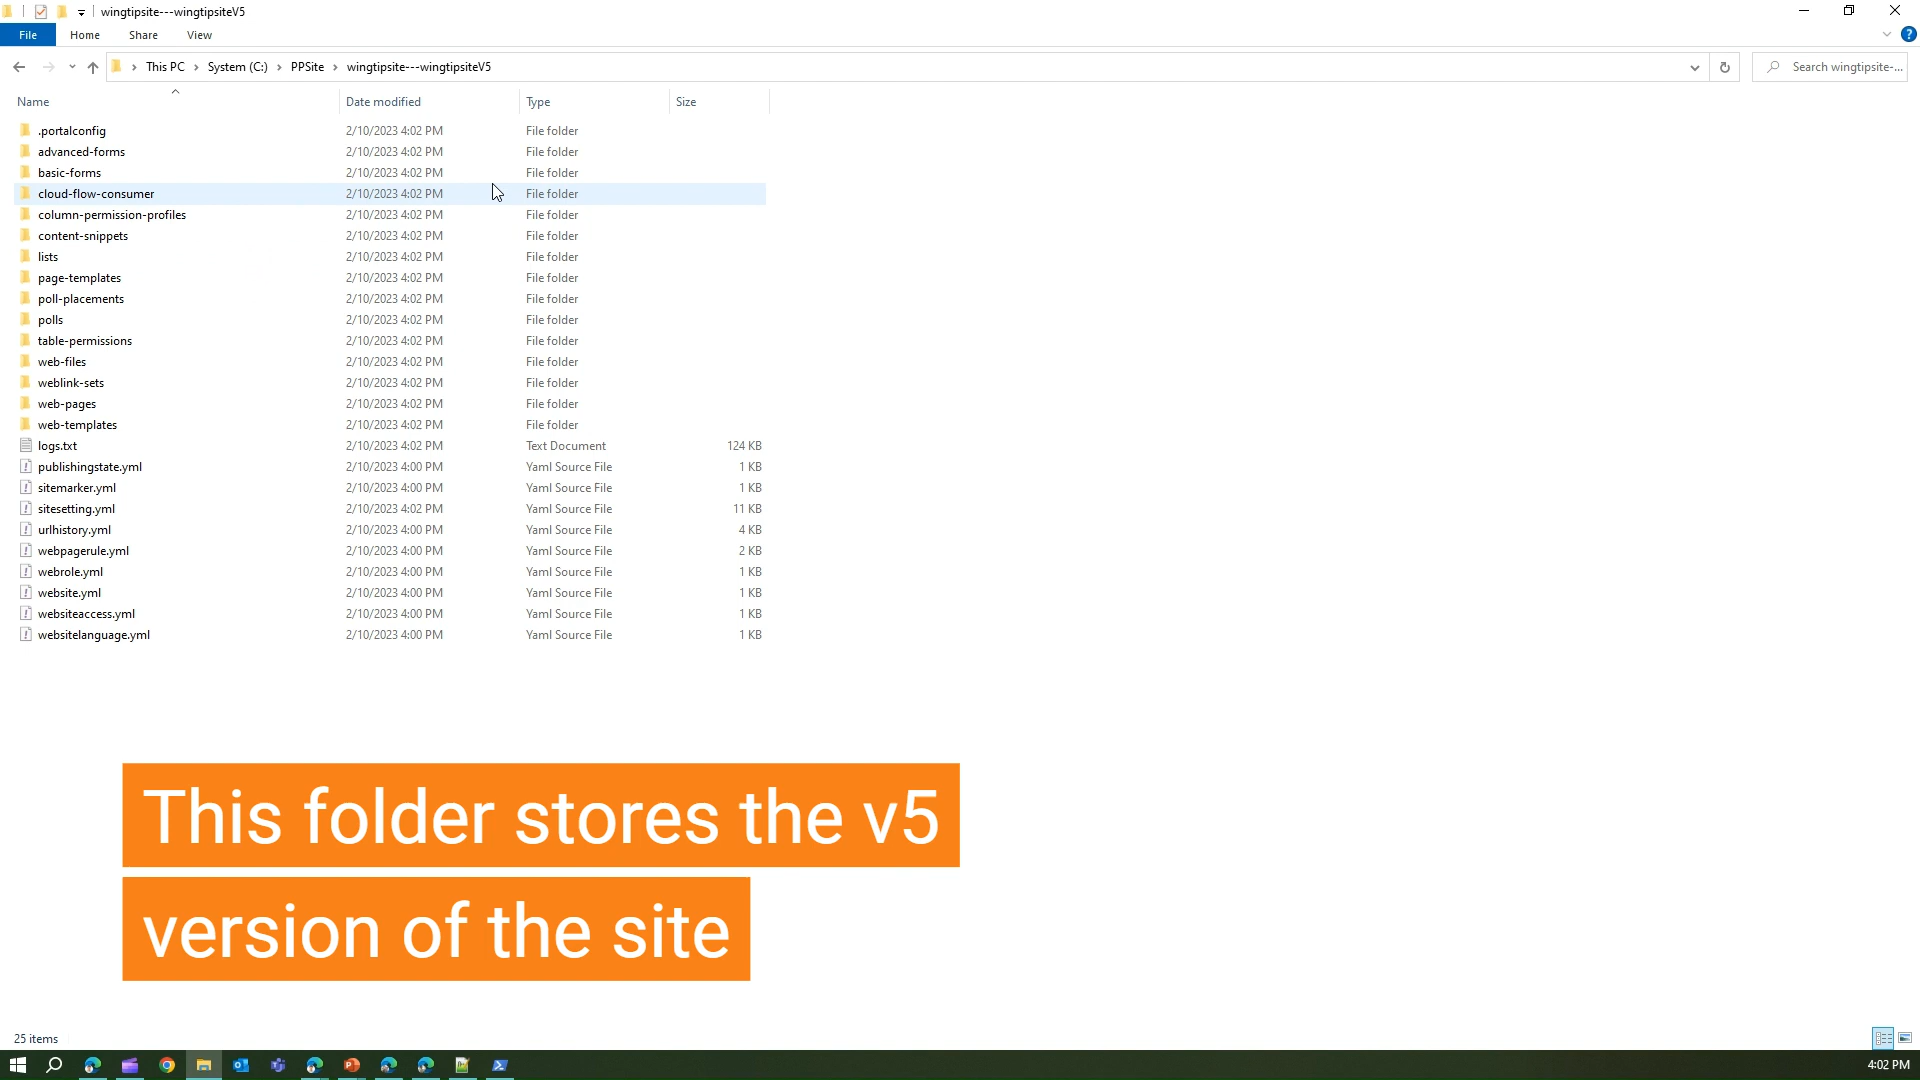 wingtipsite---wingtipsiteV5
File Home Share View
This PC System (C:) PPSite wingtipsite---wingtipsiteV5
Search wingtipsite-...
Name Date modified Type Size
.portalconfig 2/10/2023 4:02 PM File folder
advanced-forms 2/10/2023 4:02 PM File folder
basic-forms 2/10/2023 4:02 PM File folder
cloud-flow-consumer 2/10/2023 4:02 PM File folder
column-permission-profiles 2/10/2023 4:02 PM File folder
content-snippets 2/10/2023 4:02 PM File folder
lists 2/10/2023 4:02 PM File folder
page-templates 2/10/2023 4:02 PM File folder
poll-placements 2/10/2023 4:02 PM File folder
polls 2/10/2023 4:02 PM File folder
table-permissions 2/10/2023 4:02 PM File folder
web-files 2/10/2023 4:02 PM File folder
weblink-sets 2/10/2023 4:02 PM File folder
web-pages 2/10/2023 4:02 PM File folder
web-templates 2/10/2023 4:02 PM File folder
logs.txt 2/10/2023 4:02 PM Text Document 124 KB
publishingstate.yml 2/10/2023 4:00 PM Yaml Source File 1 KB
sitemarker.yml 2/10/2023 4:00 PM Yaml Source File 1 KB
sitesetting.yml 2/10/2023 4:02 PM Yaml Source File 11 KB
urlhistory.yml 2/10/2023 4:00 PM Yaml Source File 4 KB
webpagerule.yml 2/10/2023 4:00 PM Yaml Source File 2 KB
webrole.yml 2/10/2023 4:00 PM Yaml Source File 1 KB
website.yml 2/10/2023 4:00 PM Yaml Source File 1 KB
websiteaccess.yml 2/10/2023 4:00 PM Yaml Source File 1 KB
websitelanguage.yml 2/10/2023 4:00 PM Yaml Source File 1 KB
This folder stores the v5
version of the site
25 items
4:02 PM